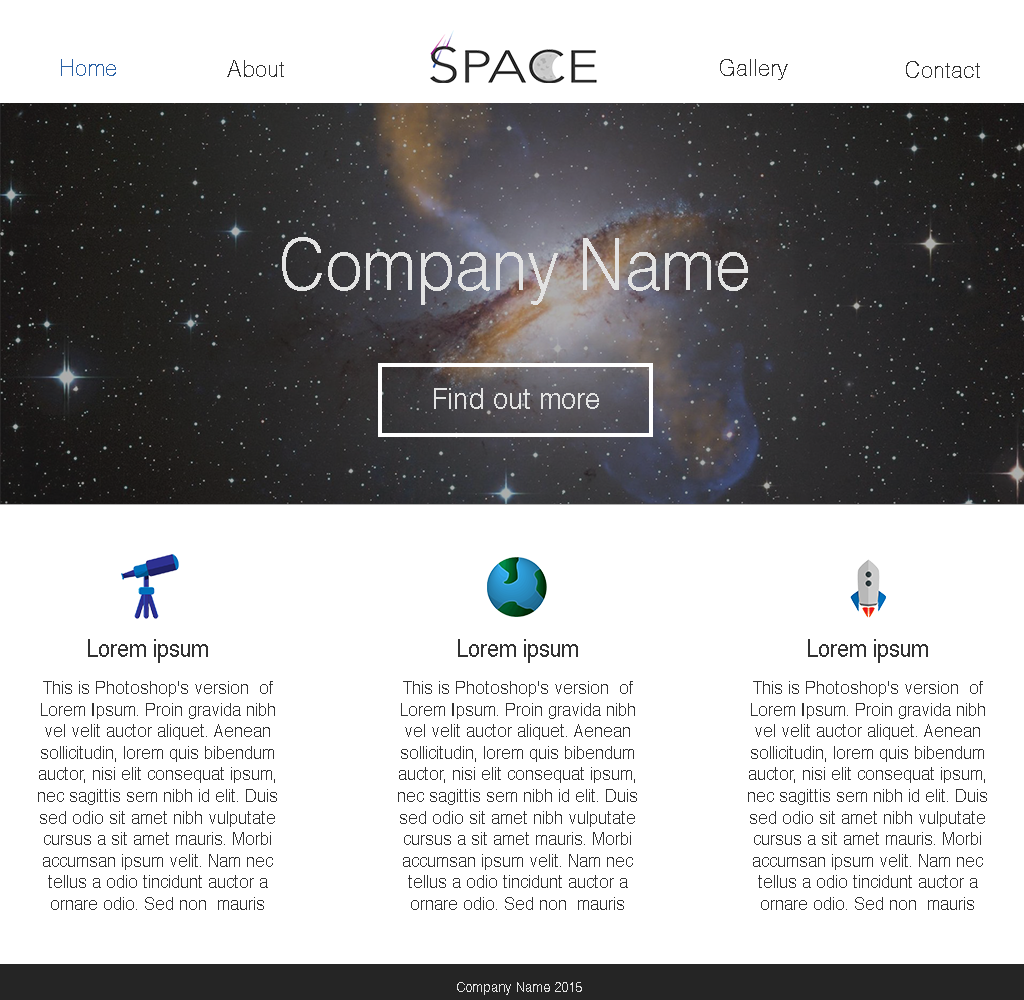 Home
About
SPACE
Gallery
Contact
Company Name
Find out more
Lorem ipsum
This is Photoshop's version  of
Lorem Ipsum. Proin gravida nibh
vel velit auctor aliquet. Aenean
sollicitudin, lorem quis bibendum
auctor, nisi elit consequat ipsum,
nec sagittis sem nibh id elit. Duis
sed odio sit amet nibh vulputate
cursus a sit amet mauris. Morbi
accumsan ipsum velit. Nam nec
tellus a odio tincidunt auctor a
ornare odio. Sed non  mauris
Lorem ipsum
This is Photoshop's version  of
Lorem Ipsum. Proin gravida nibh
vel velit auctor aliquet. Aenean
sollicitudin, lorem quis bibendum
auctor, nisi elit consequat ipsum,
nec sagittis sem nibh id elit. Duis
sed odio sit amet nibh vulputate
cursus a sit amet mauris. Morbi
accumsan ipsum velit. Nam nec
tellus a odio tincidunt auctor a
ornare odio. Sed non  mauris
Lorem ipsum
This is Photoshop's version  of
Lorem Ipsum. Proin gravida nibh
vel velit auctor aliquet. Aenean
sollicitudin, lorem quis bibendum
auctor, nisi elit consequat ipsum,
nec sagittis sem nibh id elit. Duis
sed odio sit amet nibh vulputate
cursus a sit amet mauris. Morbi
accumsan ipsum velit. Nam nec
tellus a odio tincidunt auctor a
ornare odio. Sed non  mauris
Company Name 2015